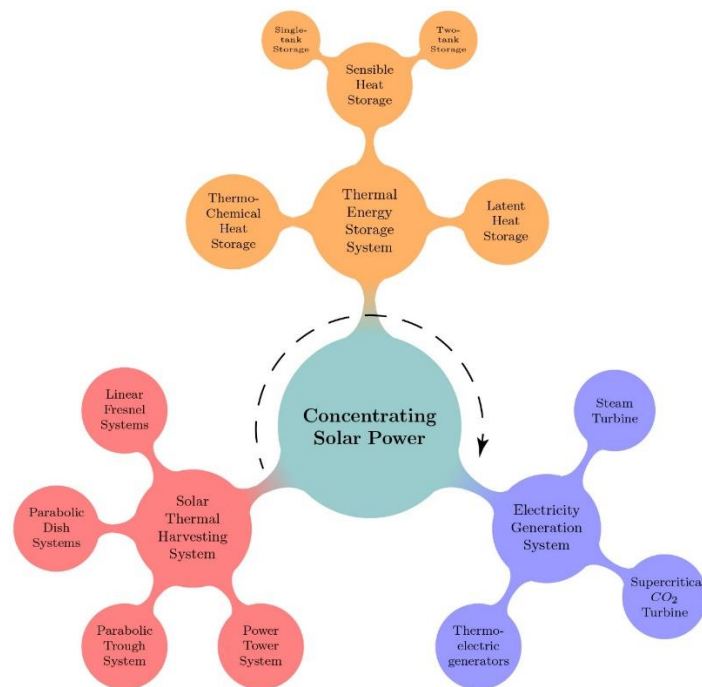 Single-
tank
Storage
Two-
tank
Storage
Sensible
Heat
Storage
Thermo-
Chemical
Heat
Storage
Thermal
Energy
Storage
System
Latent
Heat
Storage
Concentrating
Solar Power
Linear
Fresnel
Systems
Parabolic
Dish
Systems
Solar
Thermal
Harvesting
System
Parabolic
Trough
System
Power
Tower
System
Steam
Turbine
Electricity
Generation
System
Supercritica
CO2
Turbine
Thermo-
electric
generators